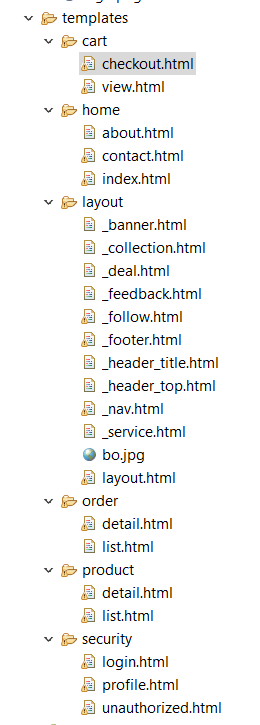 templates
cart
checkout.html
view.html
home
about.html
contact.html
index.html
layout
_banner.html
_collection.html
_deal.html
_feedback.html
_follow.html
_footer.html
_header_title.html
_header_top.html
_nav.html
_service.html
bo.jpg
layout.html
order
detail.html
list.html
product
detail.html
list.html
security
login.html
profile.html
unauthorized.html